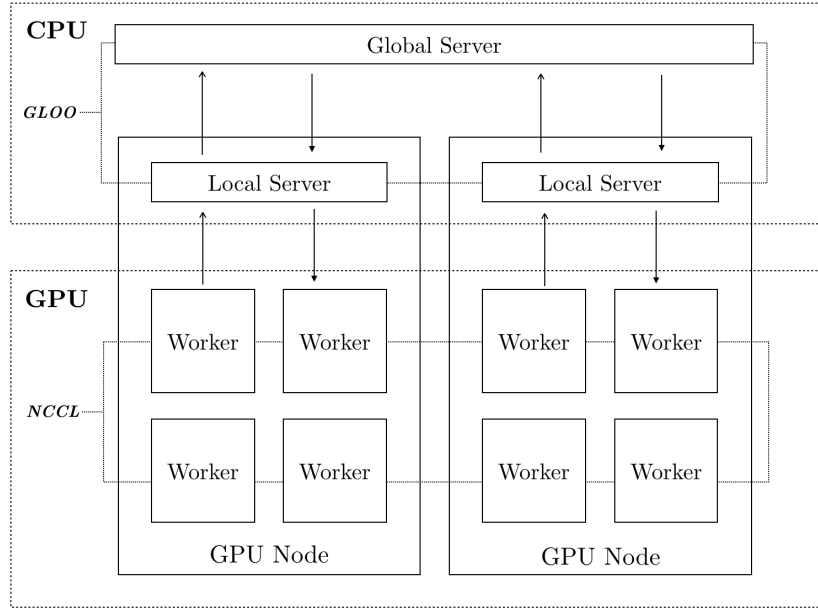 CPU
Global Server
GLOO
Local Server
Local Server
GPU
Worker
Worker
Worker
Worker
NCCL
Worker
Worker
Worker
Worker
GPU Node
GPU Node